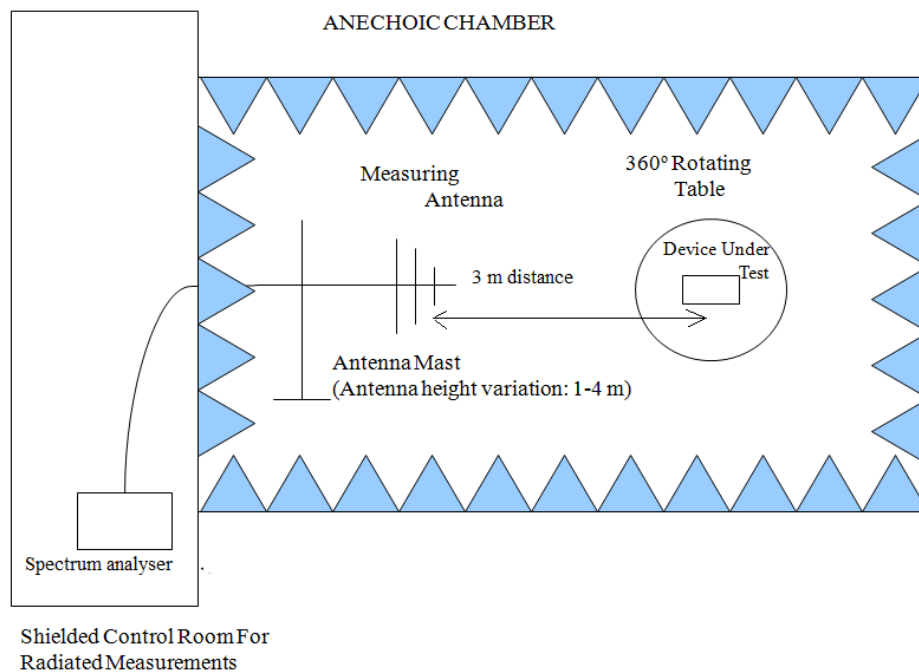 ANECHOIC CHAMBER
360° Rotating
Table
Measuring
Antenna
Device Under
Test
3 m distance
Antenna Mast
(Antenna height variation: 1-4 m)
Spectrum analyser
Shielded Control Room For
Radiated Measurements